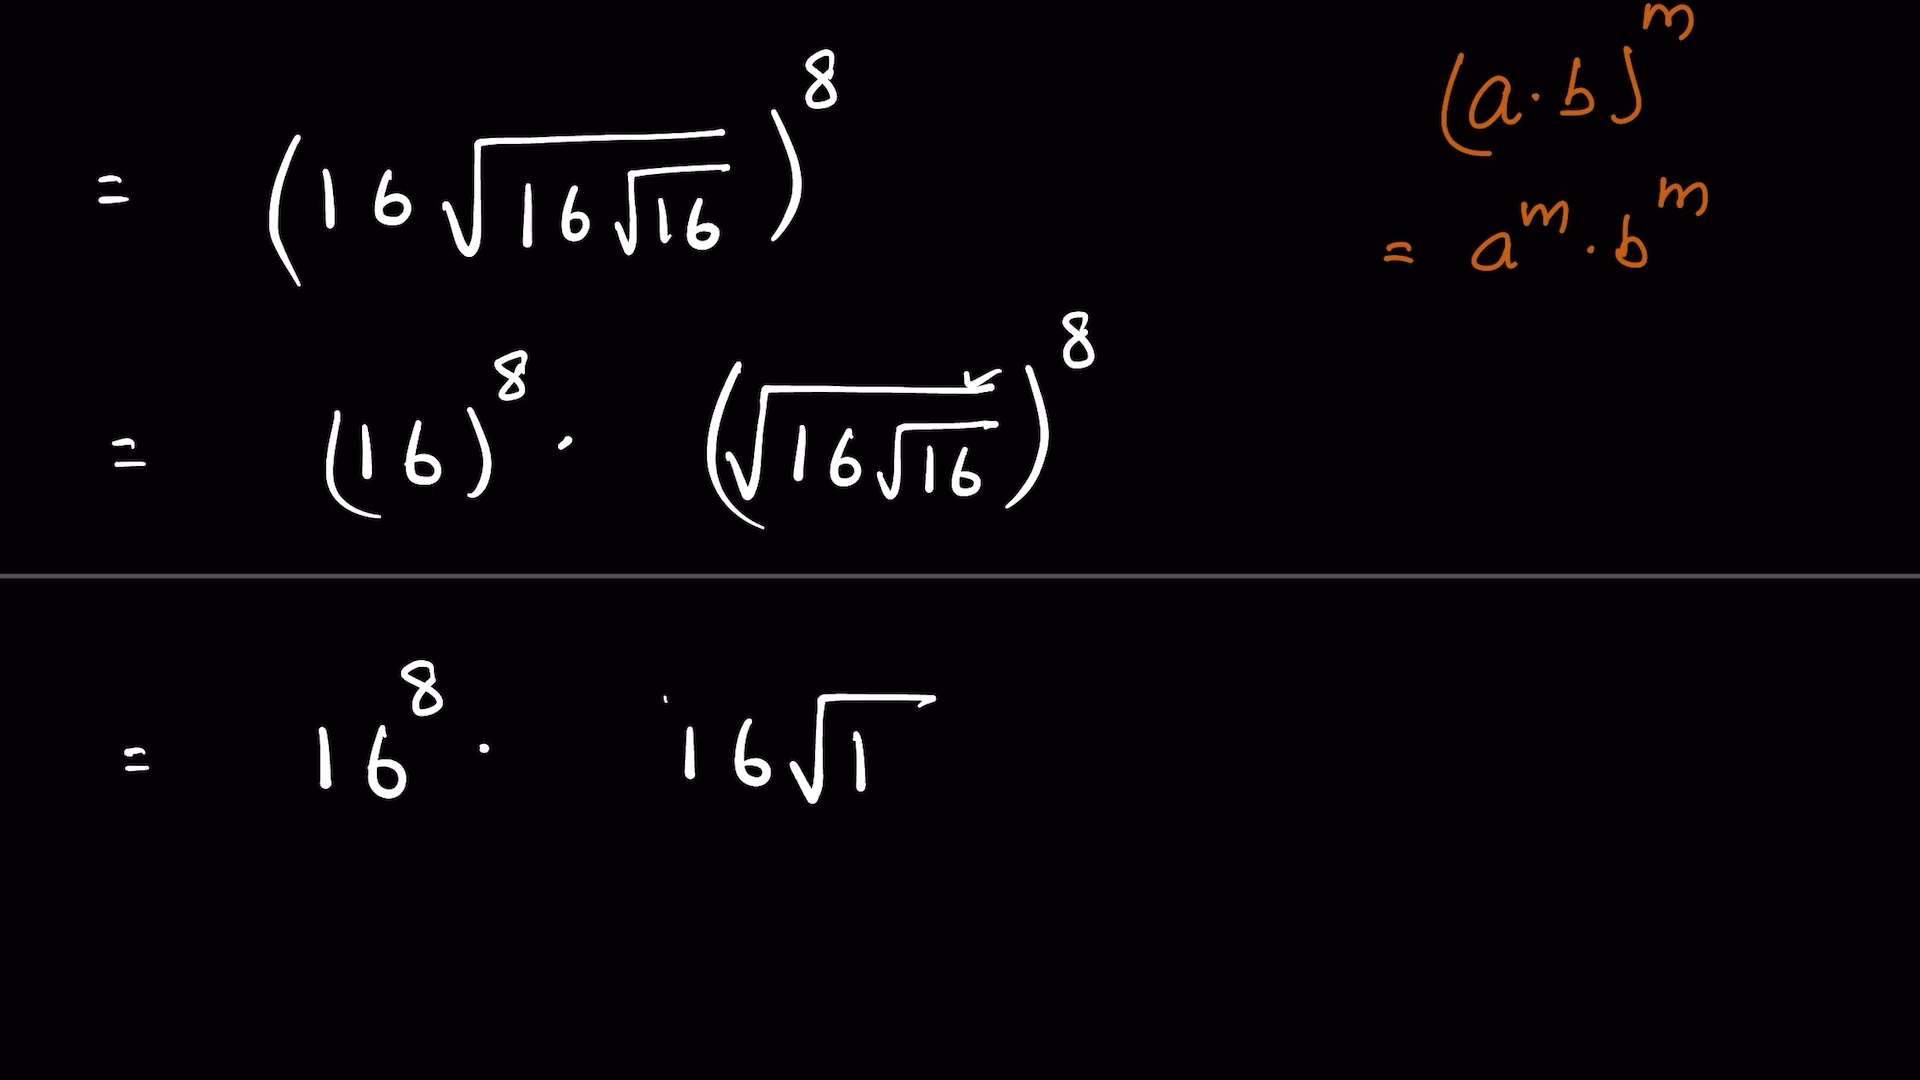 = (16√(16√16))^8
(a·b)^m
= a^m · b^m
= (16)^8 · (√(16√16))^8
= 16^8 · 16√1